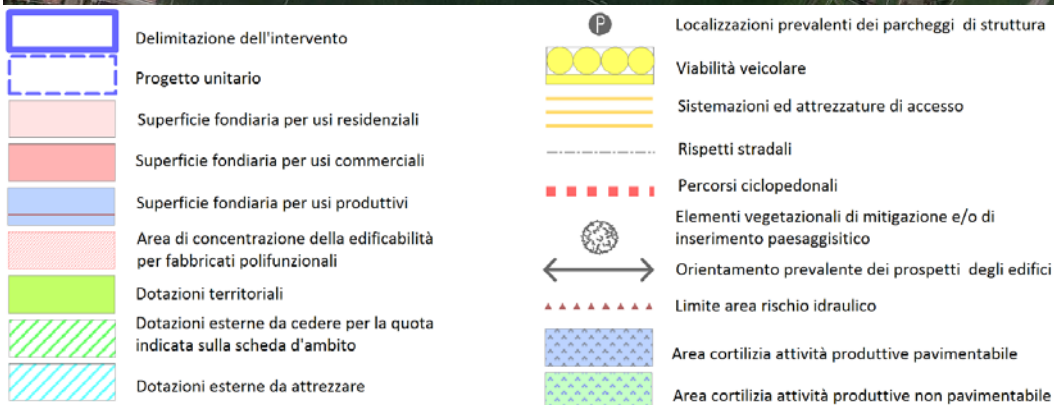 Delimitazione dell'intervento
Progetto unitario
Superficie fondiaria per usi residenziali
Superficie fondiaria per usi commerciali
Superficie fondiaria per usi produttivi
Area di concentrazione della edificabilità
per fabbricati polifunzionali
Dotazioni territoriali
Dotazioni esterne da cedere per la quota
indicata sulla scheda d'ambito
Dotazioni esterne da attrezzare
P
Localizzazioni prevalenti dei parcheggi di struttura
Viabilità veicolare
Sistemazioni ed attrezzature di accesso
Rispetti stradali
Percorsi ciclopedonali
Elementi vegetazionali di mitigazione e/o di
inserimento paesaggisitico
Orientamento prevalente dei prospetti degli edifici
Limite area rischio idraulico
Area cortilizia attività produttive pavimentabile
Area cortilizia attività produttive non pavimentabile